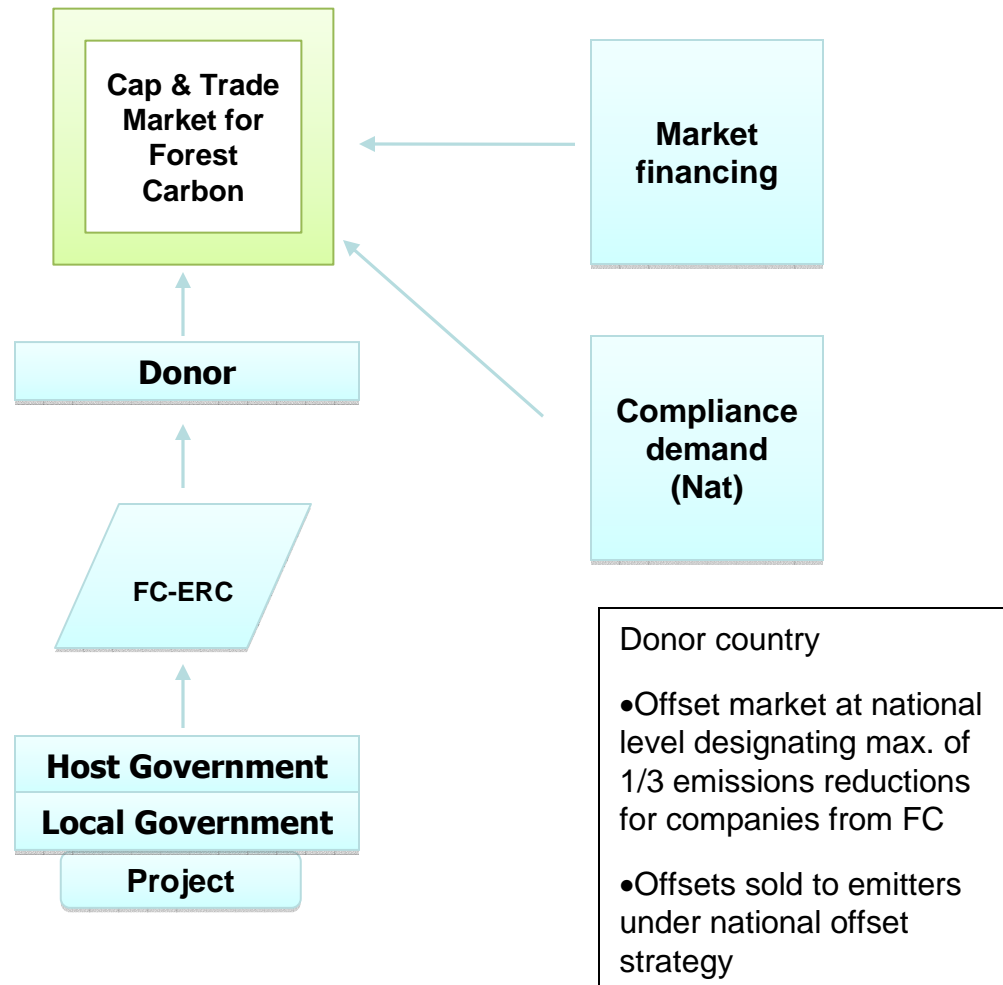 Cap & Trade
Market for
Forest
Carbon
Market
financing
Donor
Compliance
demand
(Nat)
FC-ERC
Host Government
Local Government
Project
Donor country
•Offset market at national
level designating max. of
1/3 emissions reductions
for companies from FC
•Offsets sold to emitters
under national offset
strategy